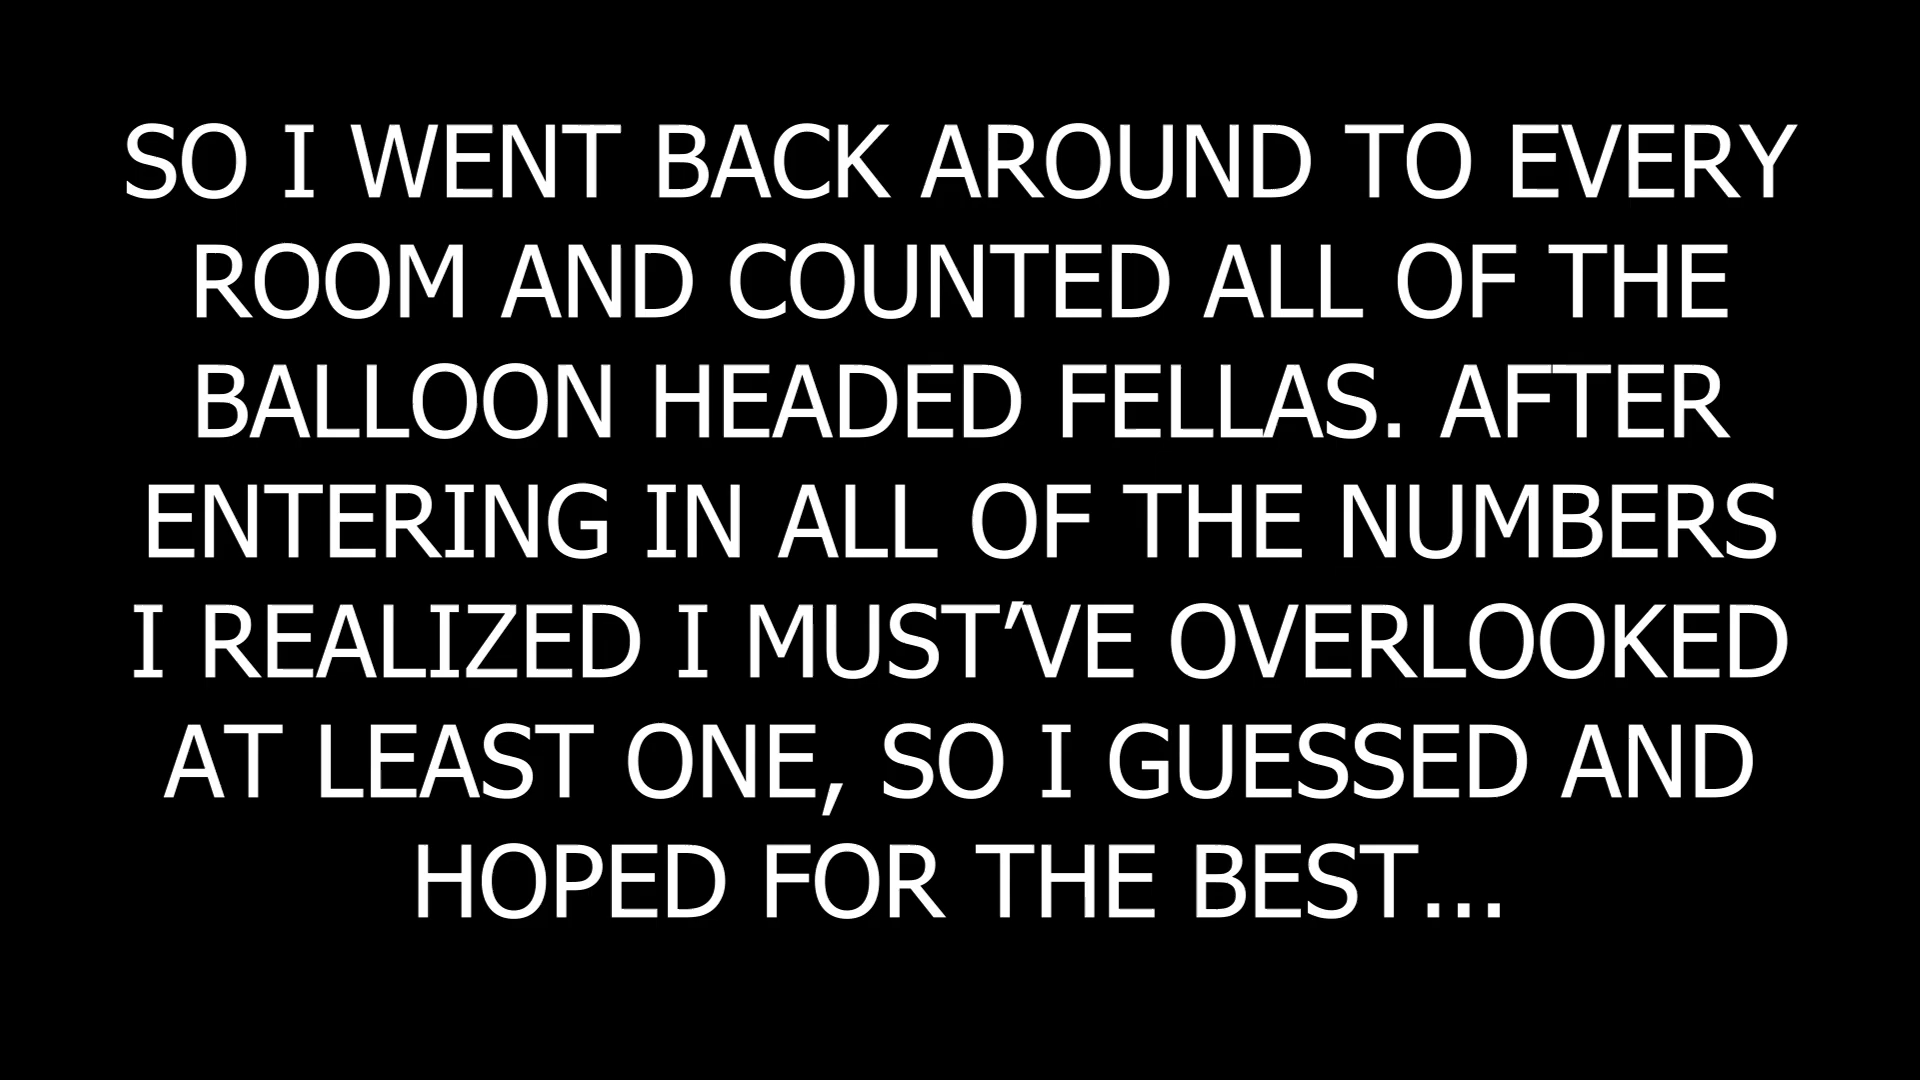 SO I WENT BACK AROUND TO EVERY
ROOM AND COUNTED ALL OF THE
BALLOON HEADED FELLAS. AFTER
ENTERING IN ALL OF THE NUMBERS
I REALIZED I MUST’VE OVERLOOKED
AT LEAST ONE, SO I GUESSED AND
HOPED FOR THE BEST...